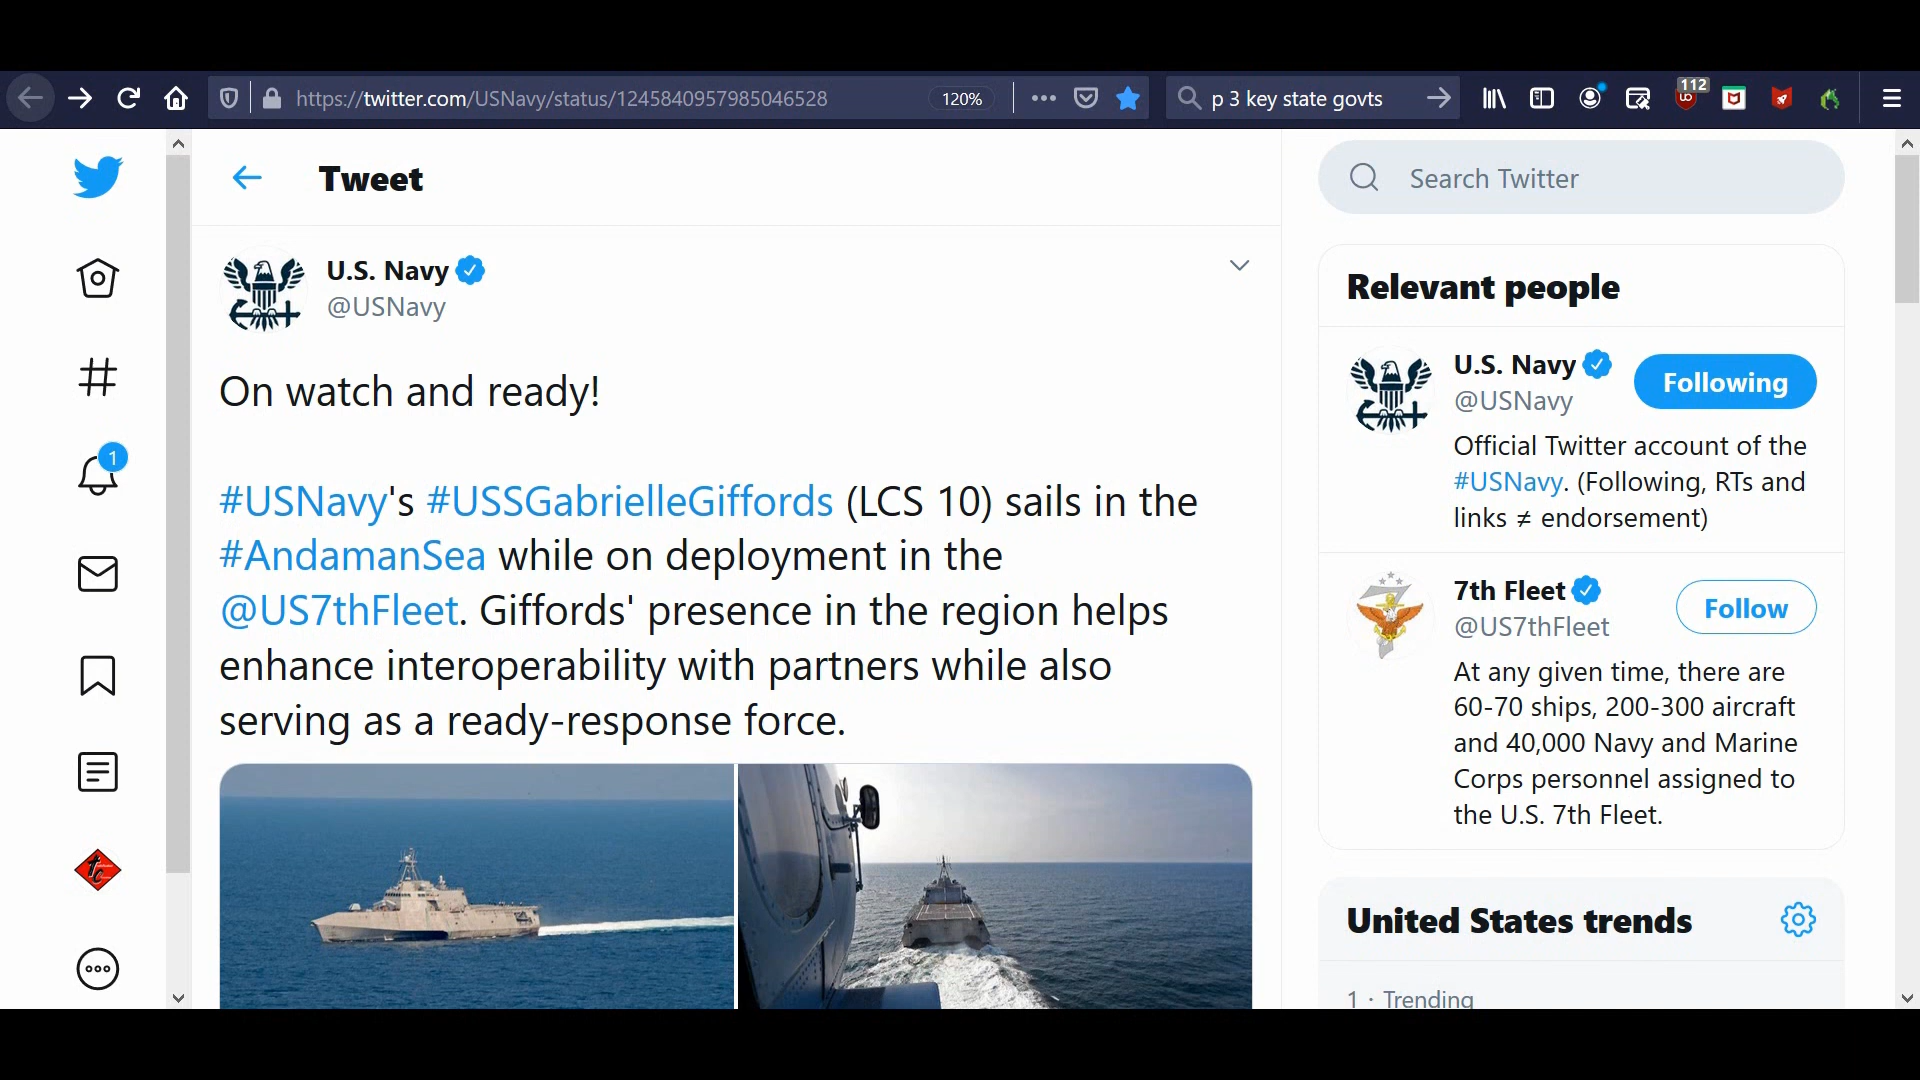 https://twitter.com/USNavy/status/1245840957985046528
120%
p 3 key state govts
112
Tweet
Search Twitter
U.S. Navy
@USNavy
On watch and ready!
#USNavy's #USSGabrielleGiffords (LCS 10) sails in the
#AndamanSea while on deployment in the
@US7thFleet. Giffords' presence in the region helps
enhance interoperability with partners while also
serving as a ready-response force.
1
tc
Relevant people
U.S. Navy
@USNavy
Following
Official Twitter account of the
#USNavy. (Following, RTs and
links ≠ endorsement)
7th Fleet
@US7thFleet
Follow
At any given time, there are
60-70 ships, 200-300 aircraft
and 40,000 Navy and Marine
Corps personnel assigned to
the U.S. 7th Fleet.
United States trends
1 · Trending